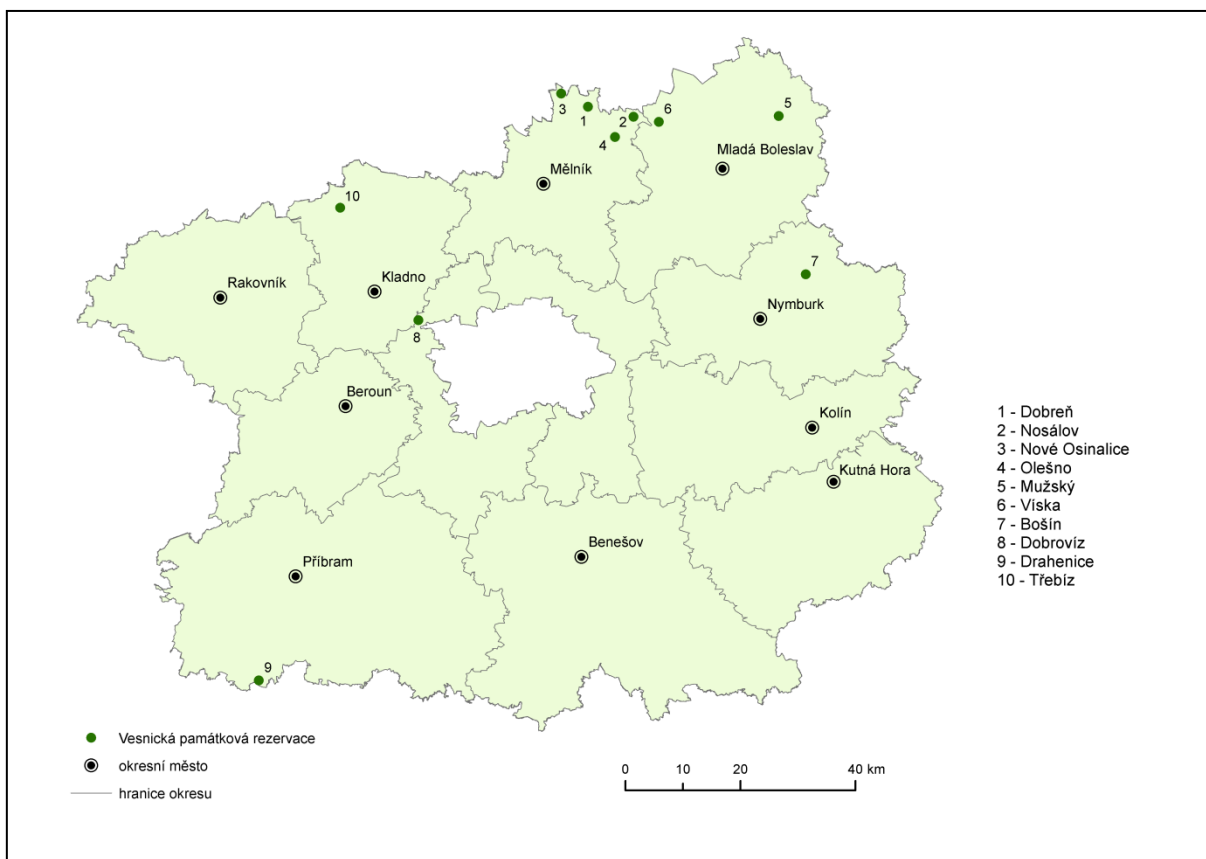 3
1
2
6
5
4
Mladá Boleslav
Mělník
10
Rakovník
Kladno
7
Nymburk
8
Beroun
Kolín
Kutná Hora
Benešov
Příbram
9
1 - Dobreň
2 - Nosálov
3 - Nové Osinalice
4 - Olešno
5 - Mužský
6 - Víska
7 - Bošín
8 - Dobrovíz
9 - Drahenice
10 - Třebíz
Vesnická památková rezervace
okresní město
hranice okresu
0 10 20 40 km